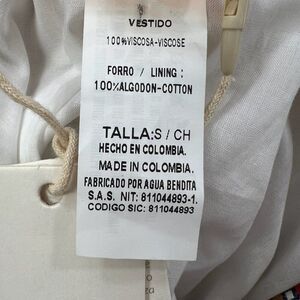 VESTIDO
100%VISCOSA-VISCOSE
FORRO / LINING :
100%ALGODON-COTTON
TALLA:S / CH
HECHO EN COLOMBIA.
MADE IN COLOMBIA.
FABRICADO POR AGUA BENDITA
S.A.S. NIT: 811044893-1.
CODIGO SIC: 811044893